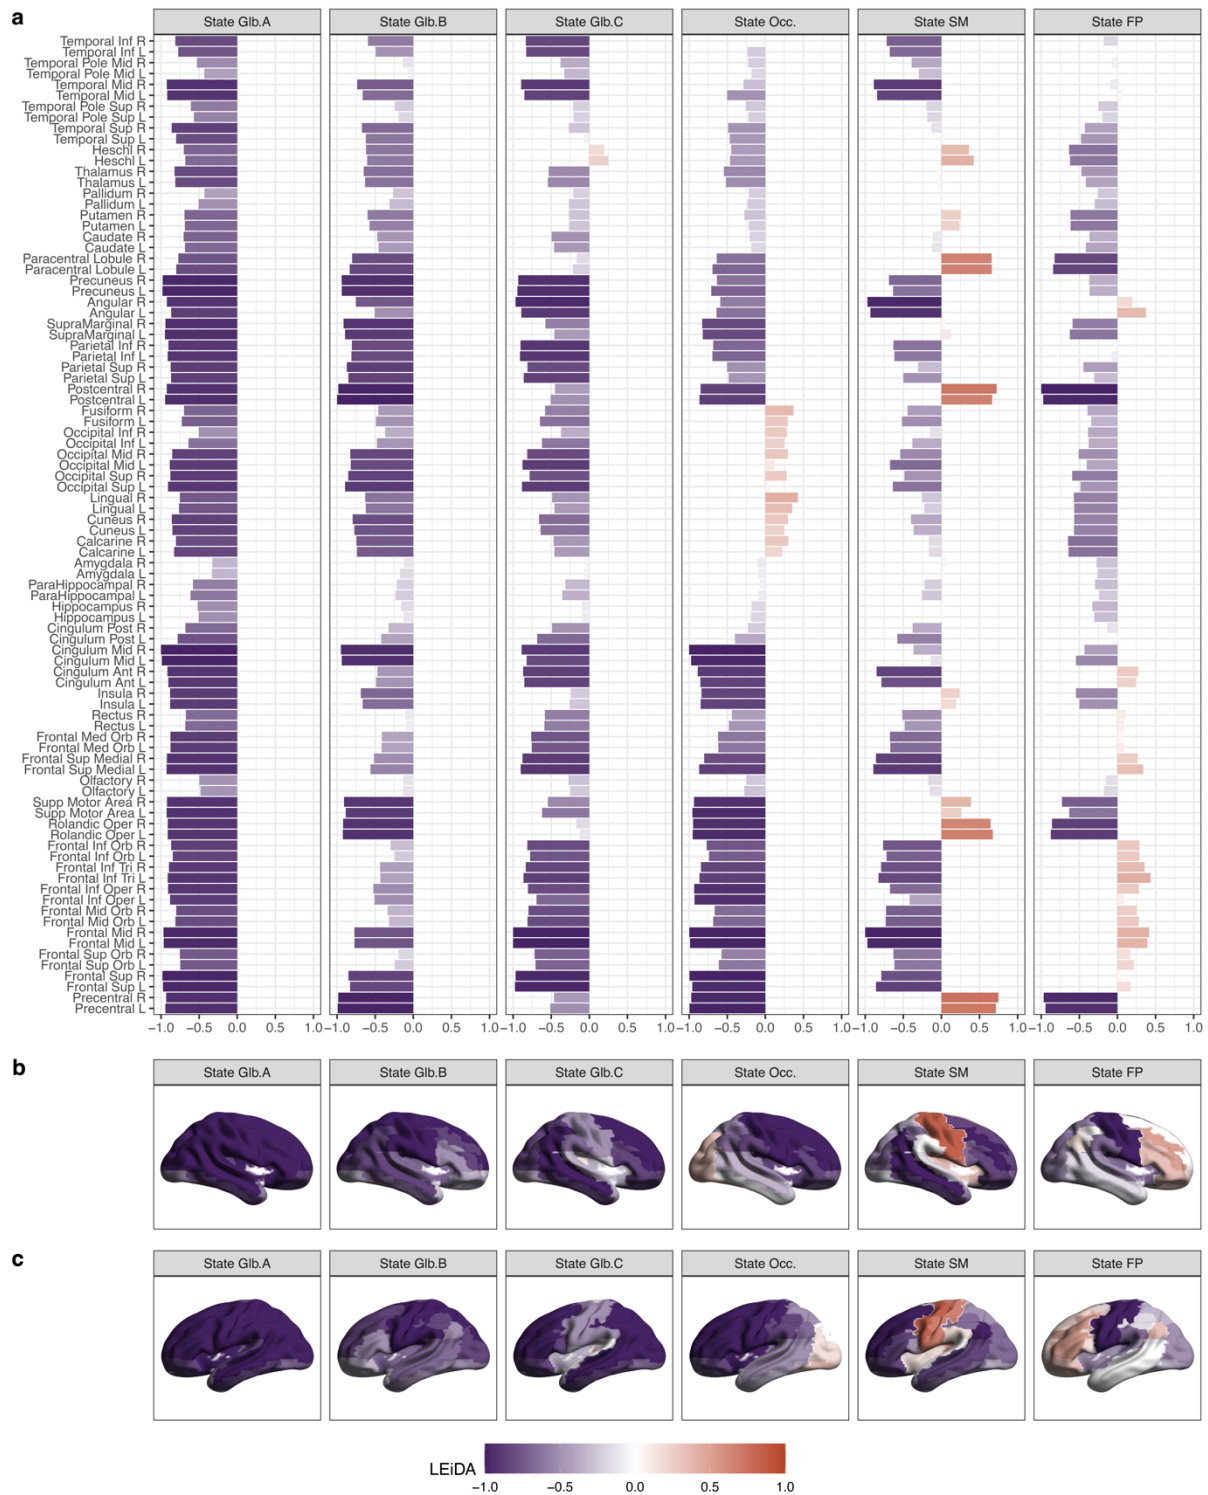 a
State Glb.A State Glb.B State Glb.C State Occ. State SM State FP
Temporal Inf R
Temporal Inf L
Temporal Pole Mid R
Temporal Pole Mid L
Temporal Mid R
Temporal Mid L
Temporal Pole Sup R
Temporal Pole Sup L
Temporal Sup R
Temporal Sup L
Heschl R
Heschl L
Thalamus R
Thalamus L
Pallidum R
Pallidum L
Putamen R
Putamen L
Caudate R
Caudate L
Paracentral Lobule R
Paracentral Lobule L
Precuneus R
Precuneus L
Angular R
Angular L
SupraMarginal R
SupraMarginal L
Parietal Inf R
Parietal Inf L
Parietal Sup R
Parietal Sup L
Postcentral R
Postcentral L
Fusiform R
Fusiform L
Occipital Inf R
Occipital Inf L
Occipital Mid R
Occipital Mid L
Occipital Sup R
Occipital Sup L
Lingual R
Lingual L
Cuneus R
Cuneus L
Calcarine R
Calcarine L
Amygdala R
Amygdala L
ParaHippocampal R
ParaHippocampal L
Hippocampus R
Hippocampus L
Cingulum Post R
Cingulum Post L
Cingulum Mid R
Cingulum Mid L
Cingulum Ant R
Cingulum Ant L
Insula R
Insula L
Rectus R
Rectus L
Frontal Med Orb R
Frontal Med Orb L
Frontal Sup Medial R
Frontal Sup Medial L
Olfactory R
Olfactory L
Supp Motor Area R
Supp Motor Area L
Rolandic Oper R
Rolandic Oper L
Frontal Inf Orb R
Frontal Inf Orb L
Frontal Inf Tri R
Frontal Inf Tri L
Frontal Inf Oper R
Frontal Inf Oper L
Frontal Mid Orb R
Frontal Mid Orb L
Frontal Mid R
Frontal Mid L
Frontal Sup Orb R
Frontal Sup Orb L
Frontal Sup R
Frontal Sup L
Precentral R
Precentral L
−1.0 −0.5 0.0 0.5 1.0 −1.0 −0.5 0.0 0.5 1.0 −1.0 −0.5 0.0 0.5 1.0 −1.0 −0.5 0.0 0.5 1.0 −1.0 −0.5 0.0 0.5 1.0 −1.0 −0.5 0.0 0.5 1.0
b
State Glb.A State Glb.B State Glb.C State Occ. State SM State FP
c
State Glb.A State Glb.B State Glb.C State Occ. State SM State FP
LEiDA
−1.0 −0.5 0.0 0.5 1.0